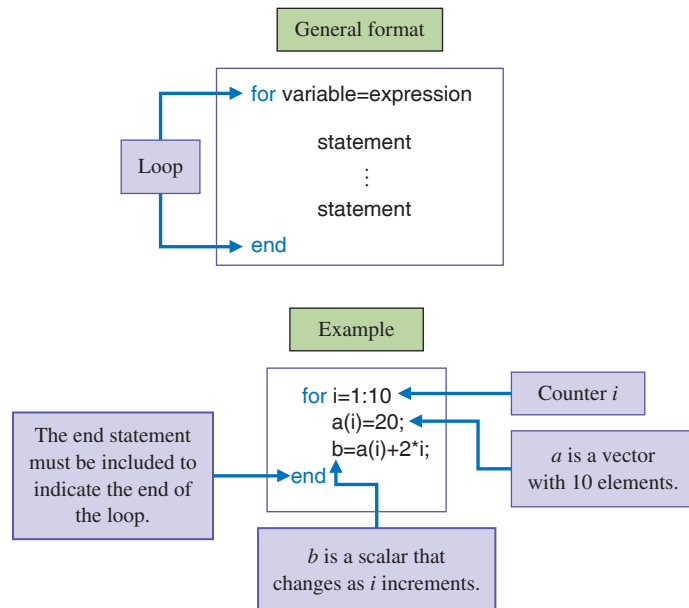 General format
for variable=expression
statement
⋮
statement
end
Loop
Example
for i=1:10
a(i)=20;
b=a(i)+2*i;
end
Counter i
The end statement
must be included to
indicate the end of
the loop.
a is a vector
with 10 elements.
b is a scalar that
changes as i increments.